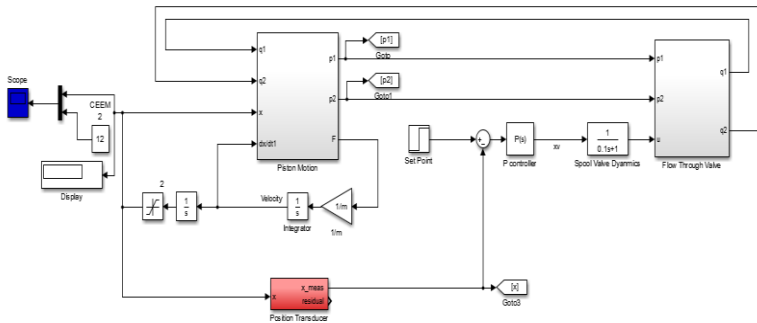 [p1]
Goto
[p2]
Goto1
q1
q2
x
dx/dt1
p1
p2
F
Piston Motion
p1
p2
u
q1
q2
Flow Through Valve
Scope
CEEM
2
12
Display
Set Point
+
-
P(s)
P controller
xv
1
0.1s+1
Spool Valve Dyanmics
2
1
s
Velocity
1
s
Integrator
1/m
1/m
x
x_meas
residual
Position Transducer
[x]
Goto3